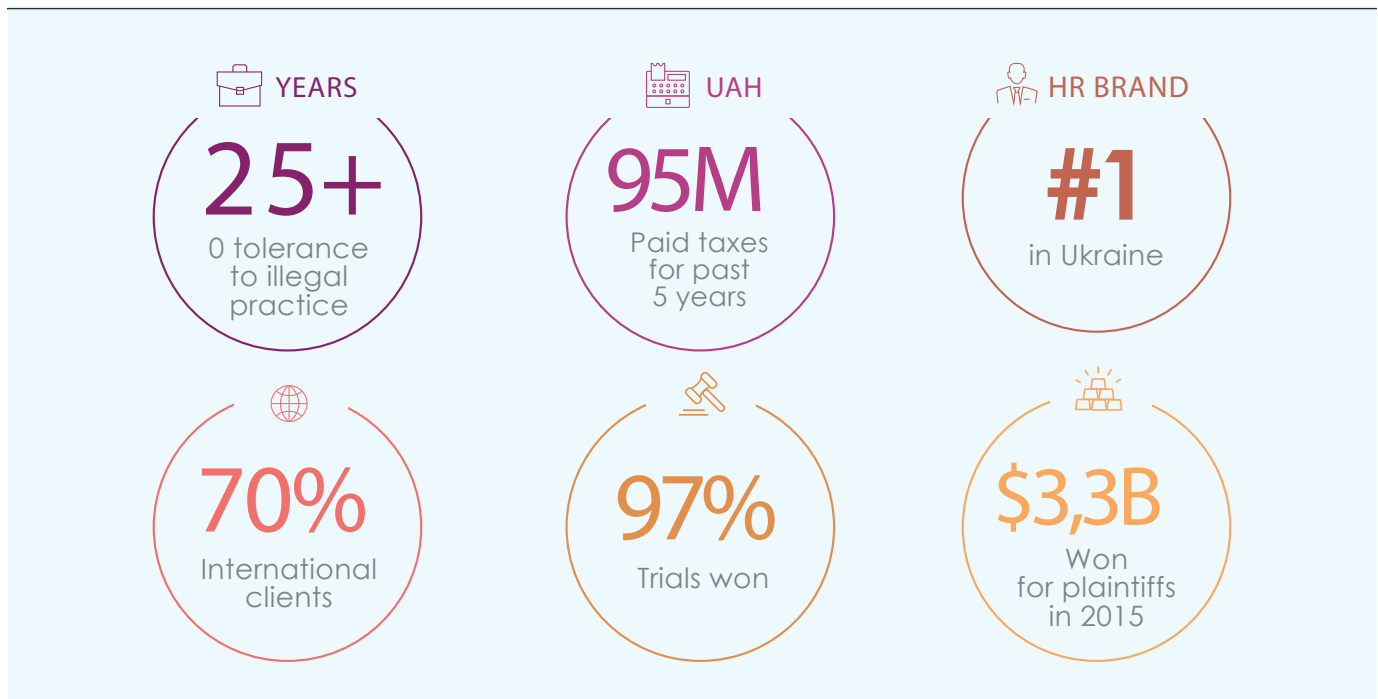 YEARS
25+
0 tolerance
to illegal
practice
UAH
95M
Paid taxes
for past
5 years
HR BRAND
#1
in Ukraine
70%
International
clients
97%
Trials won
$3,3B
Won
for plaintiffs
in 2015